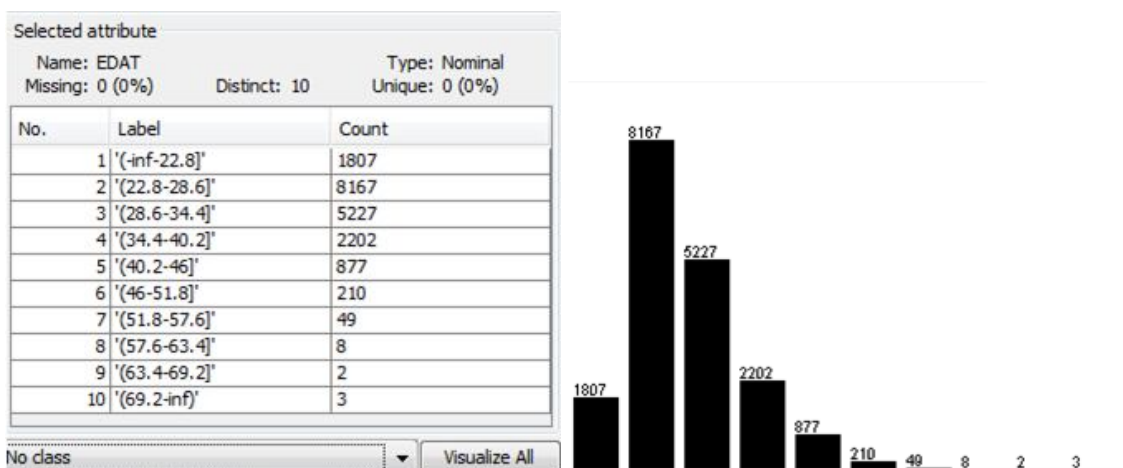 Selected attribute
Name: EDAT Type: Nominal
Missing: 0 (0%) Distinct: 10 Unique: 0 (0%)
No. Label Count
1 '(-inf-22.8]' 1807
2 '(22.8-28.6]' 8167
3 '(28.6-34.4]' 5227
4 '(34.4-40.2]' 2202
5 '(40.2-46]' 877
6 '(46-51.8]' 210
7 '(51.8-57.6]' 49
8 '(57.6-63.4]' 8
9 '(63.4-69.2]' 2
10 '(69.2-inf)' 3
No class Visualize All
8167
5227
2202
1807
877
210
49
8
2
3